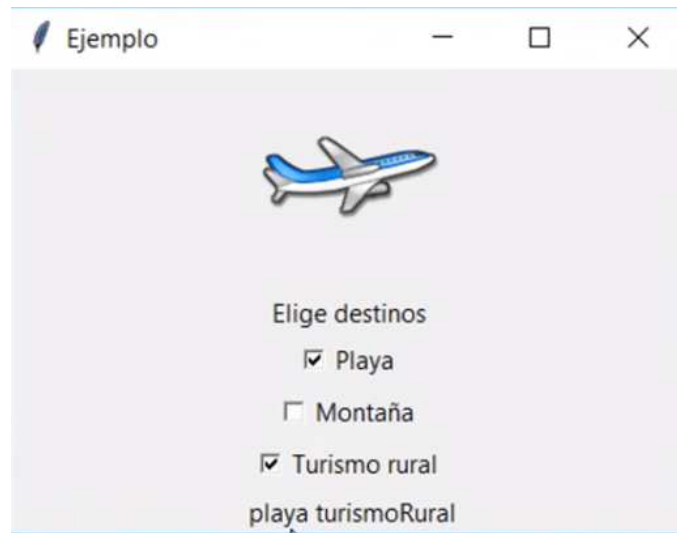 Ejemplo
Elige destinos
Playa
Montaña
Turismo rural
playa turismoRural